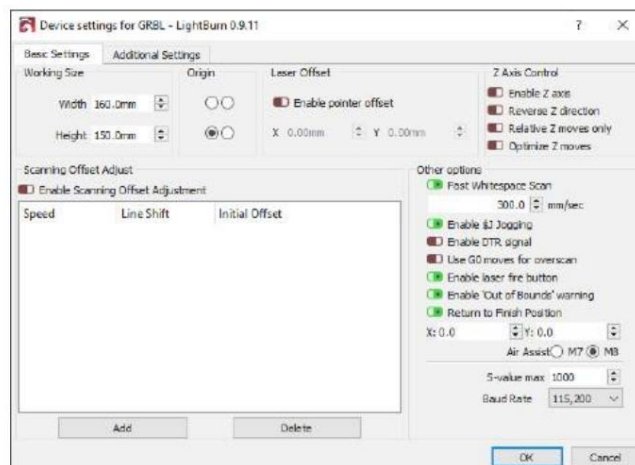 Device settings for GRBL - LightBurn 0.9.11 ? X
Basic Settings Additional Settings
Working Size
Width 160.0mm
Height 150.0mm
Origin
Laser Offset
Enable pointer offset
X 0.00mm Y 0.00mm
Z Axis Control
Enable Z axis
Reverse Z direction
Relative Z moves only
Optimize Z moves
Scanning Offset Adjust
Enable Scanning Offset Adjustment
Speed Line Shift Initial Offset
Add Delete
Other options
Fast Whitespace Scan
300.0 mm/sec
Enable $J Jogging
Enable DTR signal
Use G0 moves for overscan
Enable laser fire button
Enable 'Out of Bounds' warning
Return to Finish Position
X: 0.0 Y: 0.0
Air Assist M7 M8
S-value max 1000
Baud Rate 115,200
OK Cancel